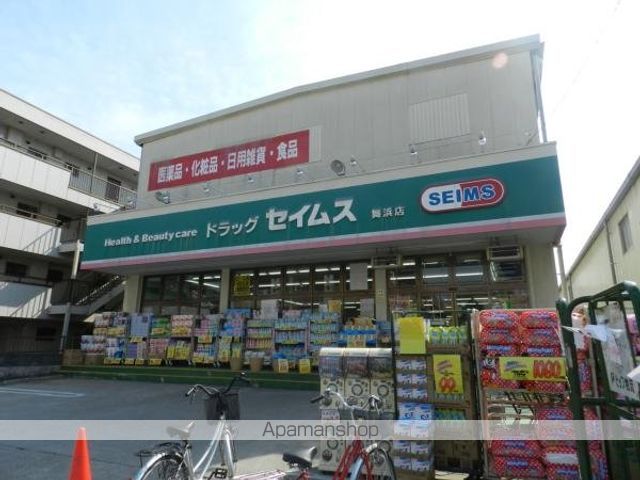 医薬品・化粧品・日用雑貨・食品
Health & Beauty care ドラッグ セイムス 舞浜店 SEIMS
Apamanshop